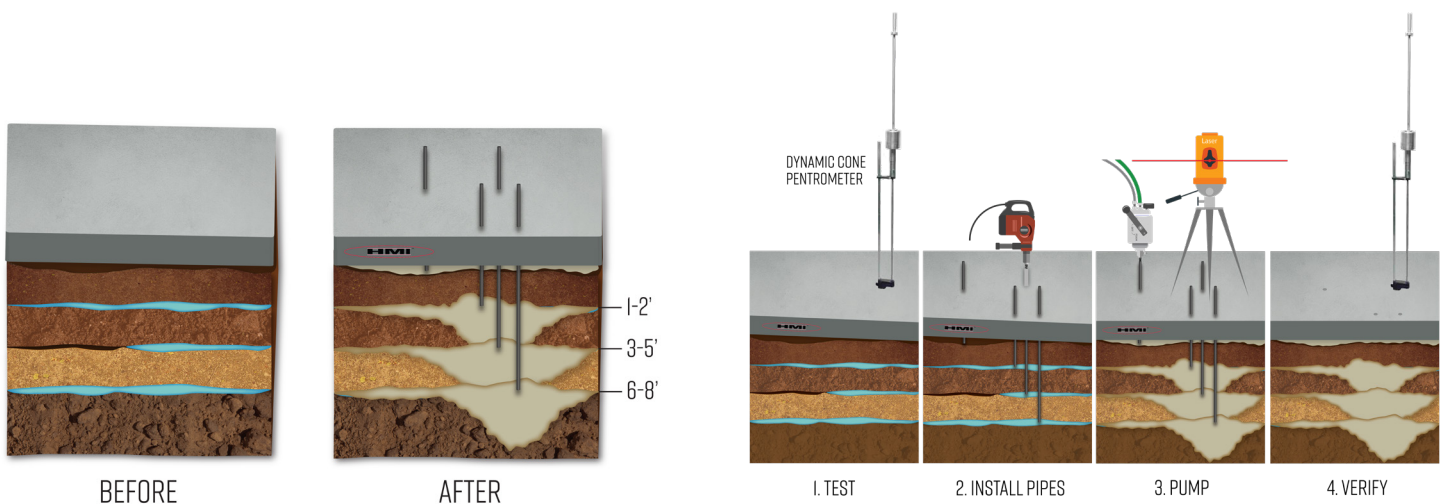 HMI
1-2'
3-5'
6-8'
BEFORE
AFTER
DYNAMIC CONE
PENTROMETER
Laser
HMI
HMI
HMI
1. TEST
2. INSTALL PIPES
3. PUMP
4. VERIFY